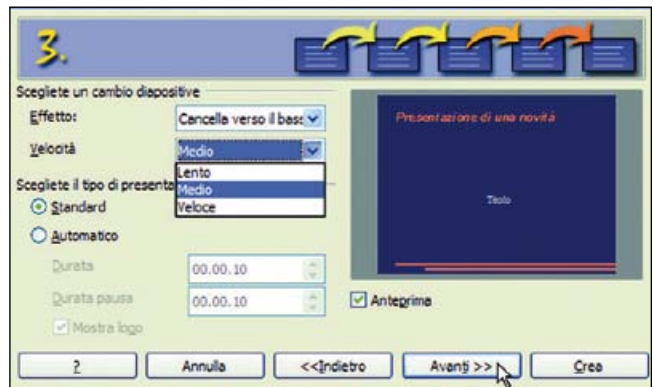 3.
Scegliete un cambio diapositive
Effetto:
Cancella verso il bass
Velocità
Medio
Lento
Medio
Veloce
Scegliete il tipo di presenta
Standard
Automatico
Durata
00.00.10
Durata pausa
00.00.10
Mostra logo
Presentazione di una novità
Titolo
Anteprima
?
Annulla
<<Indietro
Avanti >>
Crea